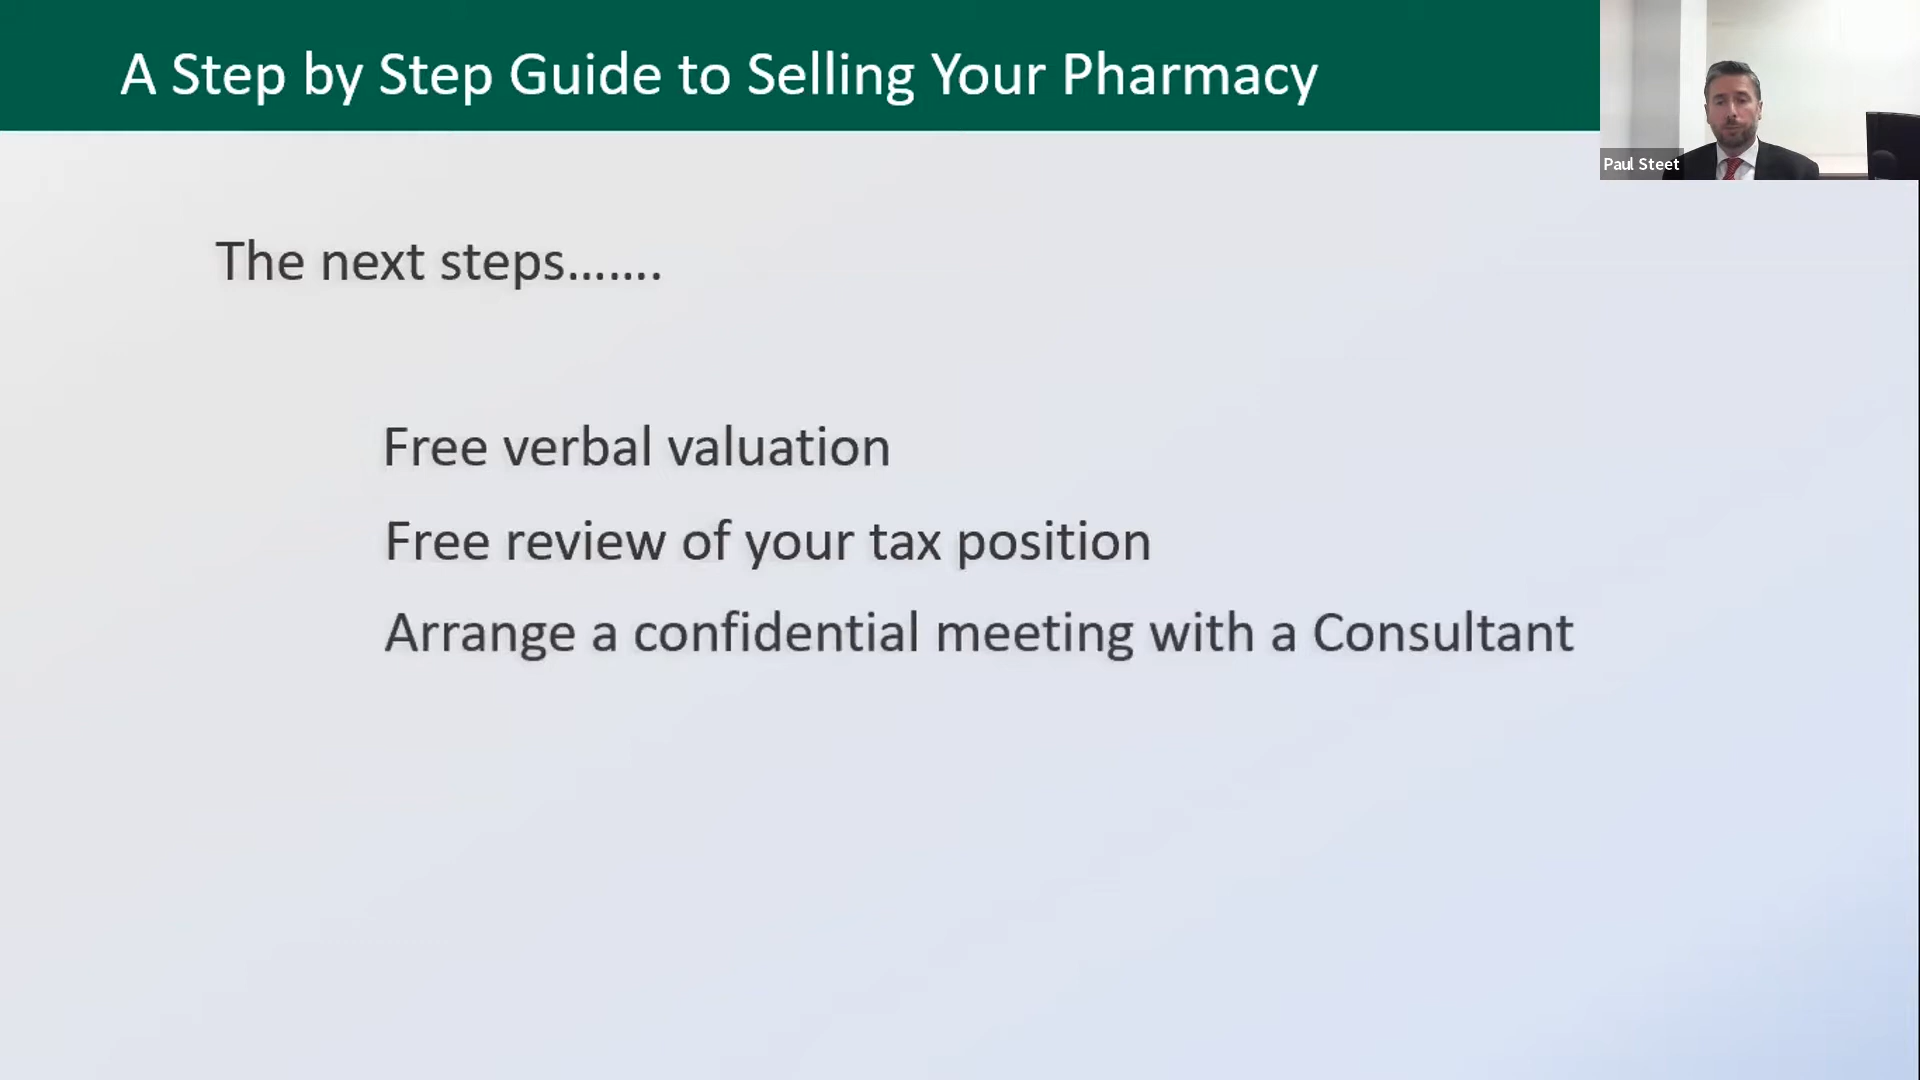 A Step by Step Guide to Selling Your Pharmacy
Paul Steet
The next steps.......
Free verbal valuation
Free review of your tax position
Arrange a confidential meeting with a Consultant